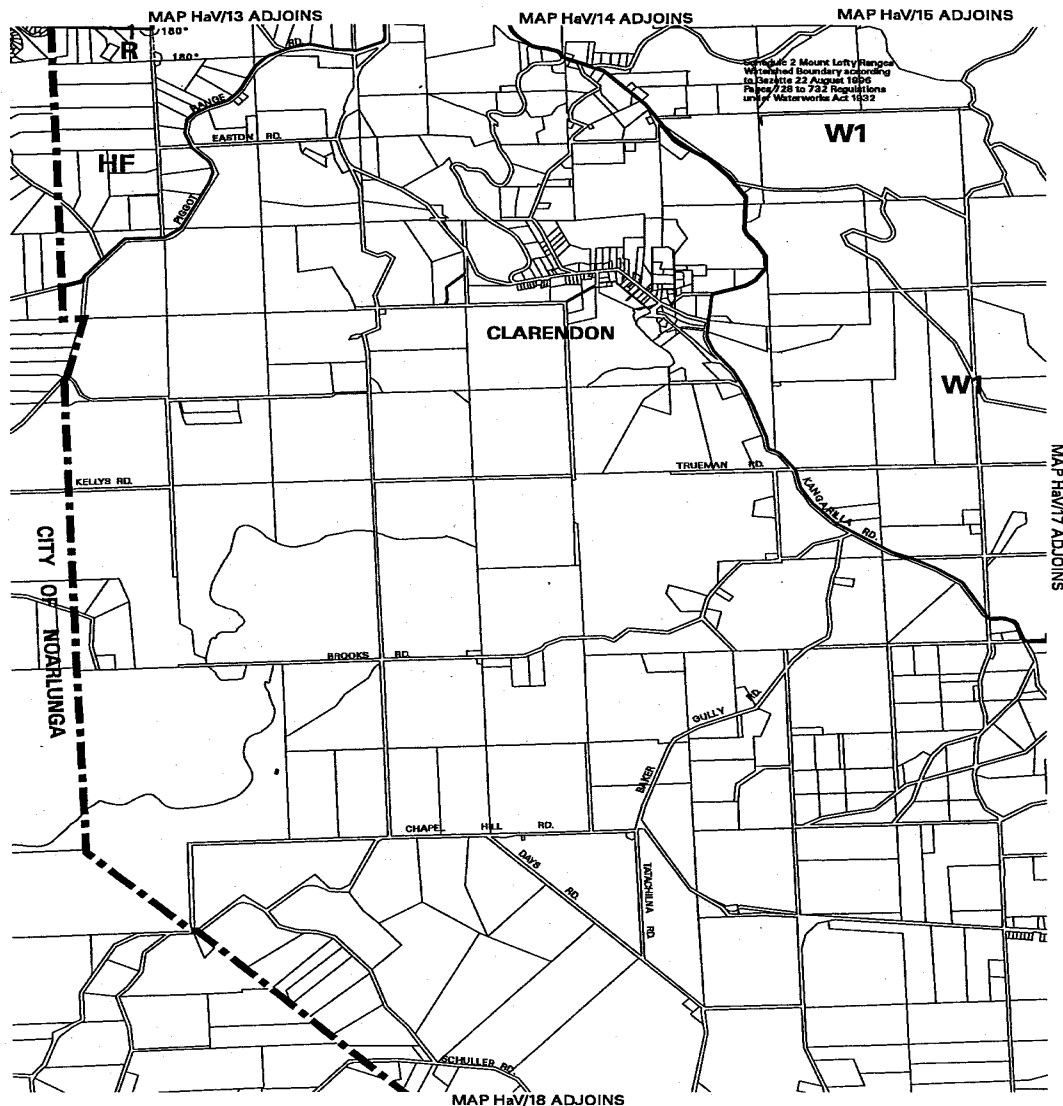 MAP HaV/13 ADJOINS
MAP HaV/14 ADJOINS
MAP HaV/15 ADJOINS
1
R
180°
180°
RD.
Schedule 2 Mount Lofty Ranges
Watershed Boundary according
to Gazette 22 August 1996
Pages 728 to 732 Regulations
under Waterworks Act 1932
RANGE
EASTON RD.
W1
HF
PIGGOT
CLARENDON
W1
TRUEMAN RD.
KELLYS RD.
KANGARILLA RD.
MAP HaV/17 ADJOINS
CITY OF NOARLUNGA
BROOKS RD.
GULLY RD.
BAKER
CHAPEL HILL RD.
DAYS RD.
RD.
SCHULLER RD.
MAP HaV/18 ADJOINS